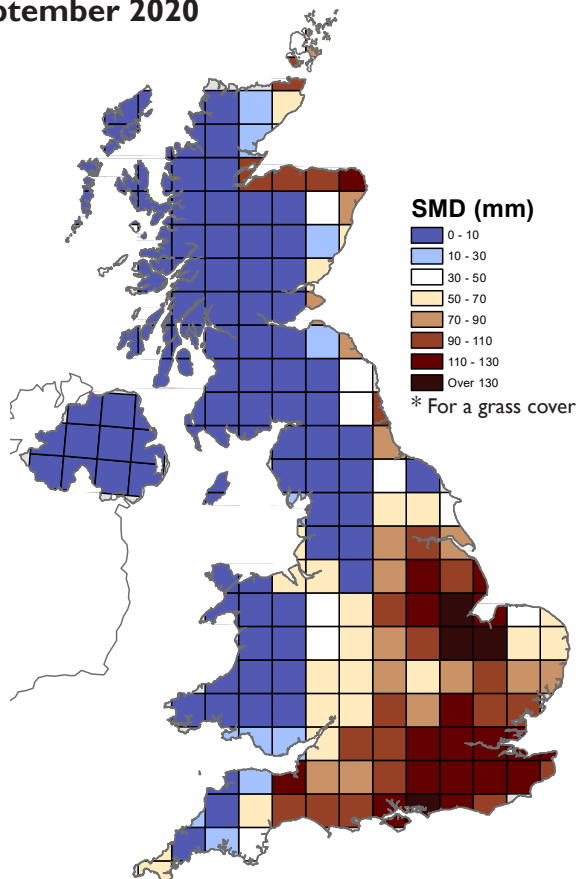 ptember 2020
SMD (mm)
0 - 10
10 - 30
30 - 50
50 - 70
70 - 90
90 - 110
110 - 130
Over 130
* For a grass cover